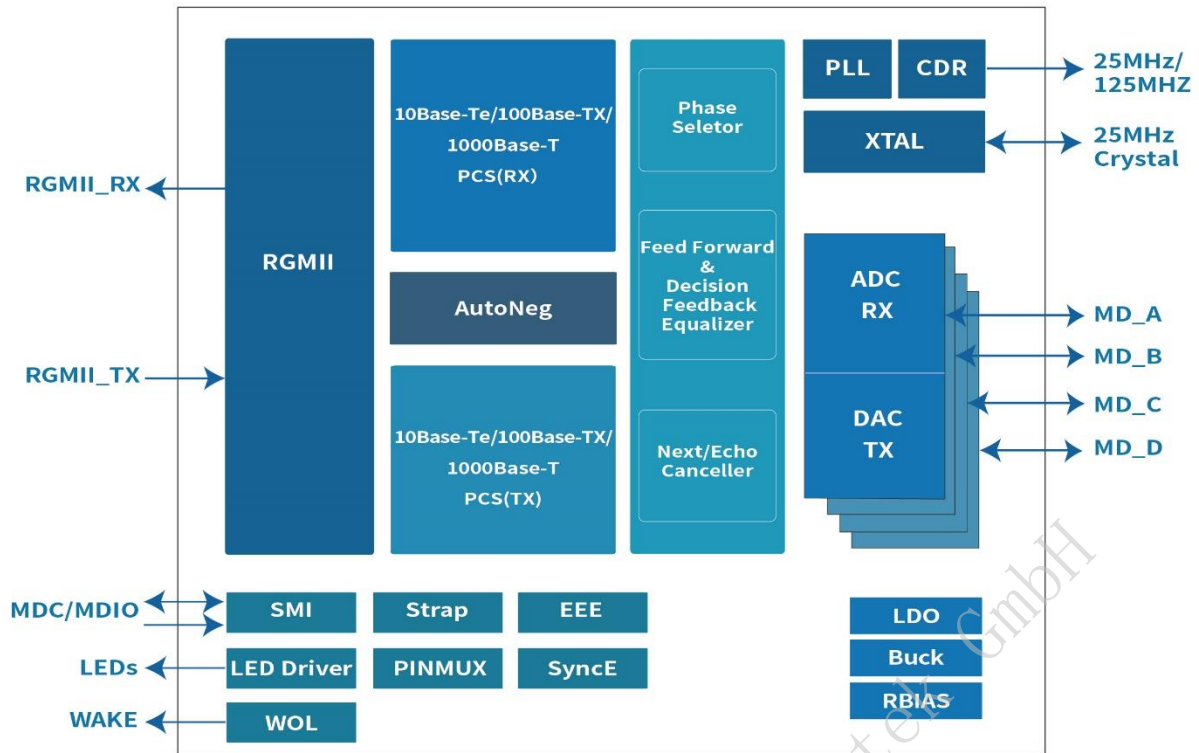 PLL
CDR
25MHz/
125MHZ
XTAL
25MHz
Crystal
10Base-Te/100Base-TX/
1000Base-T
PCS(RX)
Phase
Seletor
RGMII_RX
RGMII
Feed Forward
&
Decision
Feedback
Equalizer
AutoNeg
ADC
RX
MD_A
MD_B
RGMII_TX
10Base-Te/100Base-TX/
1000Base-T
PCS(TX)
Next/Echo
Canceller
DAC
TX
MD_C
MD_D
MDC/MDIO
SMI
Strap
EEE
LDO
LEDs
LED Driver
PINMUX
SyncE
Buck
WAKE
WOL
RBIAS
tek GmbH